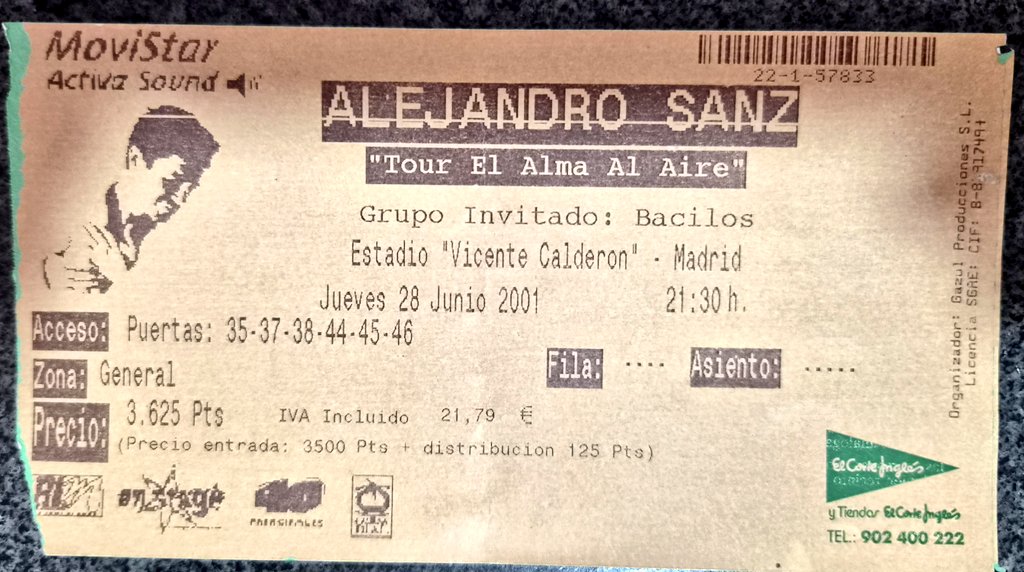 MoviStar
Activa Sound
22-1-57833
ALEJANDRO SANZ
"Tour El Alma Al Aire"
Grupo Invitado: Bacilos
Estadio "Vicente Calderon" - Madrid
Jueves 28 Junio 2001 21:30 h.
Acceso: Puertas: 35-37-38-44-45-46
Zona: General
Fila: ---- Asiento: -----
Precio: 3.625 Pts IVA Incluido 21,79 €
(Precio entrada: 3500 Pts + distribucion 125 Pts)
enstage
PRINCIPALES
El Corte Inglés
y Tiendas El Corte Inglés
TEL.: 902 400 222
Organizador: Gazul Producciones S.L.
Licencia SGAE: CIF: B-8